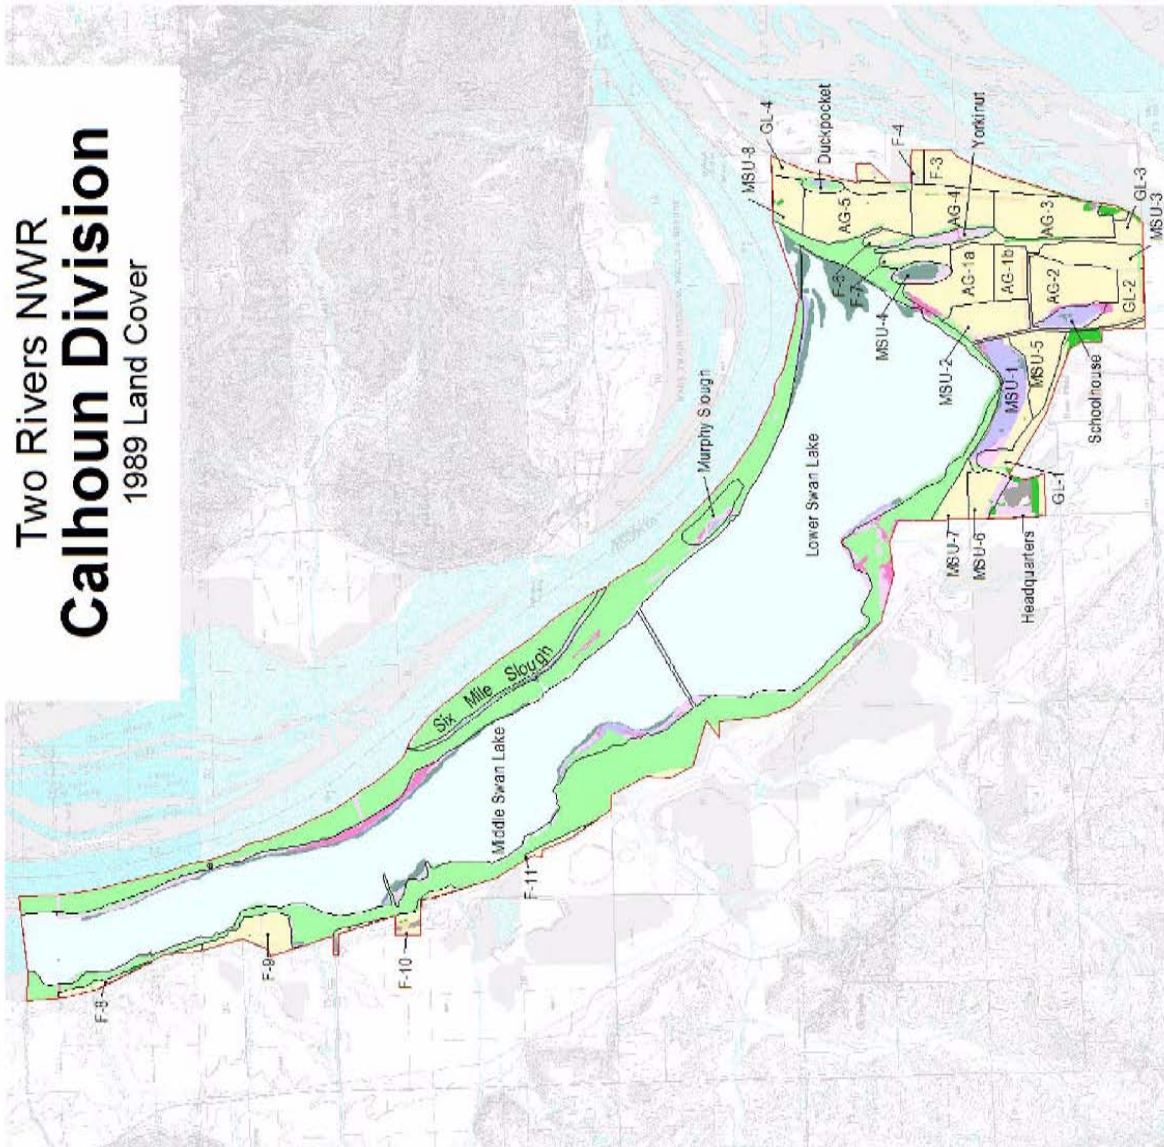 Two Rivers NWR
Calhoun Division
1989 Land Cover
MSU-8
GL-4
Duckpocket
F-4
F-3
Yorkinut
AG-5
AG-4
AG-3
GL-3
MSU-3
F-7
AG-1a
AG-1b
AG-2
GL-2
MSU-4
MSU-2
MSU-1
MSU-5
Schoolhouse
GL-1
MSU-7
MSU-6
Headquarters
Murphy Slough
Lower Swan Lake
Six Mile Slough
Middle Swan Lake
F-11
F-10
F-9
F-8